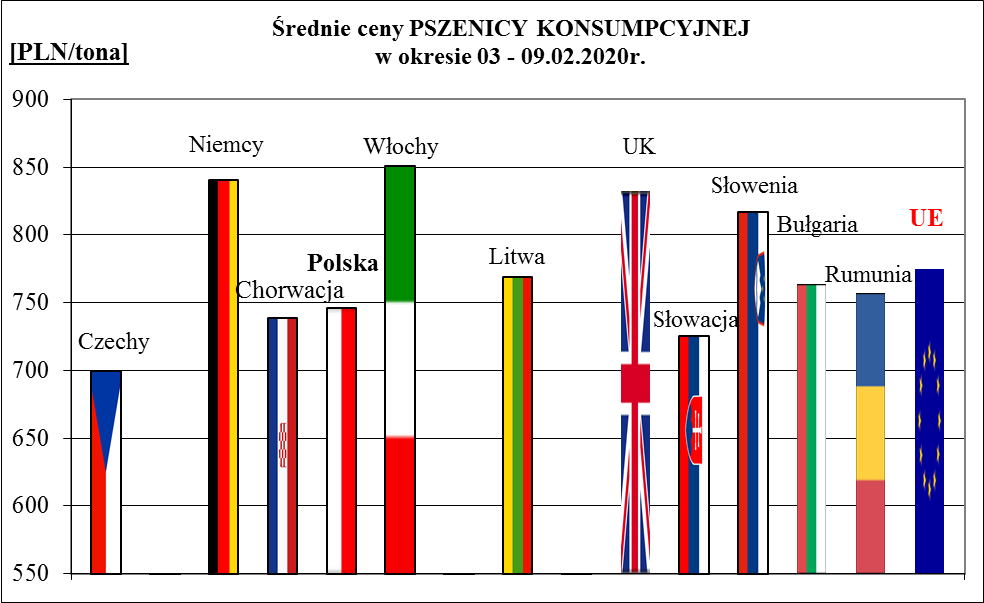 Średnie ceny PSZENICY KONSUMPCYJNEJ
w okresie 03 - 09.02.2020r.
[PLN/tona]
900
850
800
750
700
650
600
550
Czechy
Niemcy
Chorwacja
Polska
Włochy
Litwa
UK
Słowacja
Słowenia
Bułgaria
Rumunia
UE